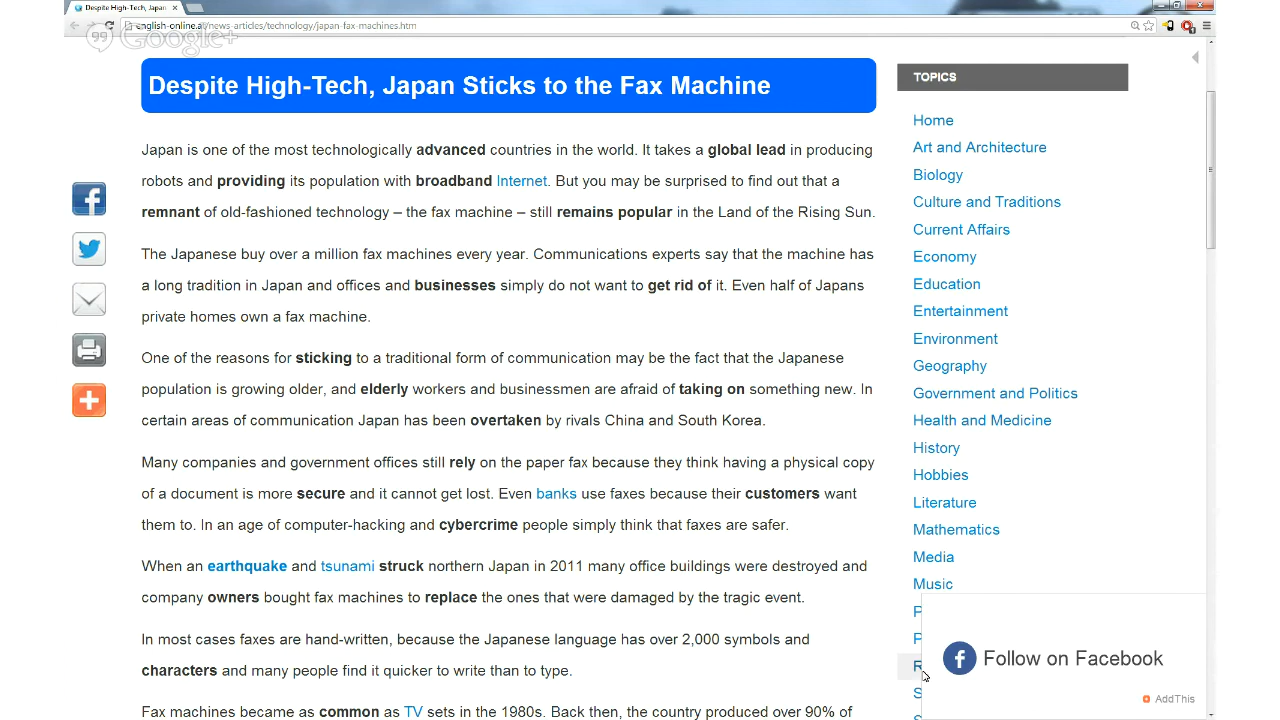 Despite High-Tech, Japan
english-online.at/news-articles/technology/japan-fax-machines.htm
Google+
Despite High-Tech, Japan Sticks to the Fax Machine
Japan is one of the most technologically advanced countries in the world. It takes a global lead in producing
robots and providing its population with broadband Internet. But you may be surprised to find out that a
remnant of old-fashioned technology – the fax machine – still remains popular in the Land of the Rising Sun.
The Japanese buy over a million fax machines every year. Communications experts say that the machine has
a long tradition in Japan and offices and businesses simply do not want to get rid of it. Even half of Japans
private homes own a fax machine.
One of the reasons for sticking to a traditional form of communication may be the fact that the Japanese
population is growing older, and elderly workers and businessmen are afraid of taking on something new. In
certain areas of communication Japan has been overtaken by rivals China and South Korea.
Many companies and government offices still rely on the paper fax because they think having a physical copy
of a document is more secure and it cannot get lost. Even banks use faxes because their customers want
them to. In an age of computer-hacking and cybercrime people simply think that faxes are safer.
When an earthquake and tsunami struck northern Japan in 2011 many office buildings were destroyed and
company owners bought fax machines to replace the ones that were damaged by the tragic event.
In most cases faxes are hand-written, because the Japanese language has over 2,000 symbols and
characters and many people find it quicker to write than to type.
Fax machines became as common as TV sets in the 1980s. Back then, the country produced over 90% of
TOPICS
Home
Art and Architecture
Biology
Culture and Traditions
Current Affairs
Economy
Education
Entertainment
Environment
Geography
Government and Politics
Health and Medicine
History
Hobbies
Literature
Mathematics
Media
Music
P
P
R
S
Follow on Facebook
AddThis